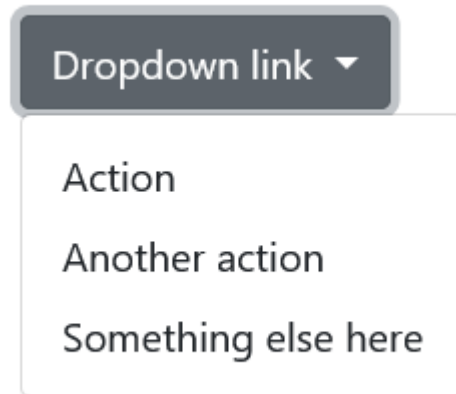 Dropdown link
Action
Another action
Something else here